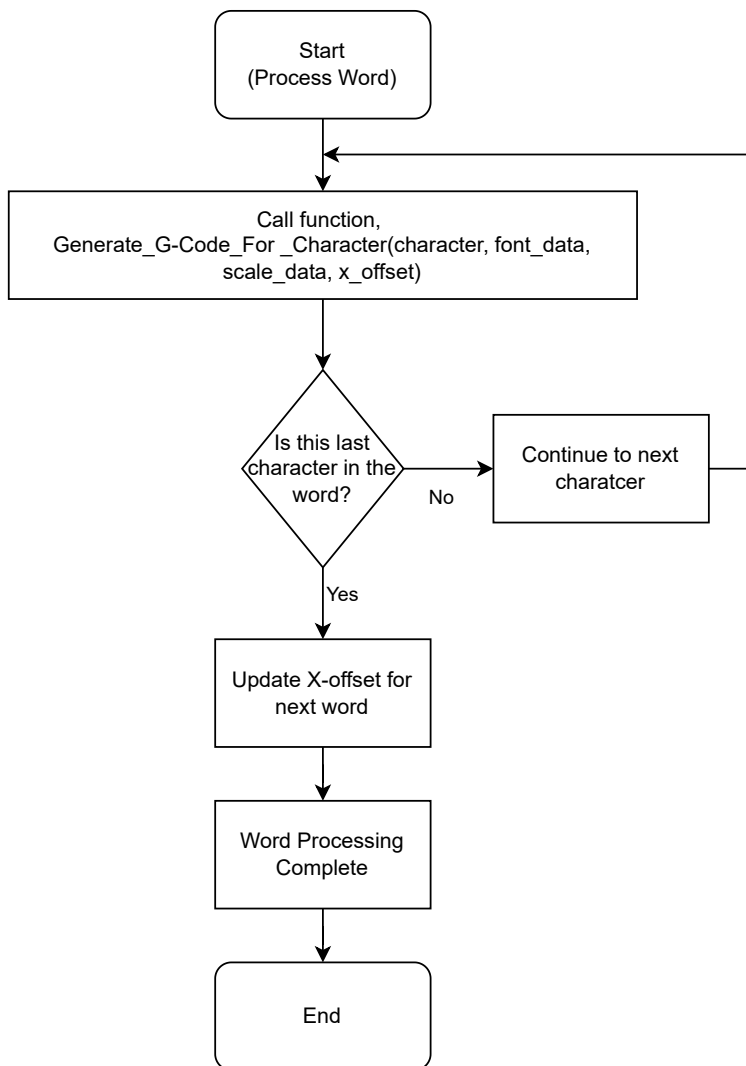 Start
(Process Word)
Call function,
Generate_G-Code_For _Character(character, font_data,
scale_data, x_offset)
Is this last
character in the
word?
No
Continue to next
charatcer
Yes
Update X-offset for
next word
Word Processing
Complete
End